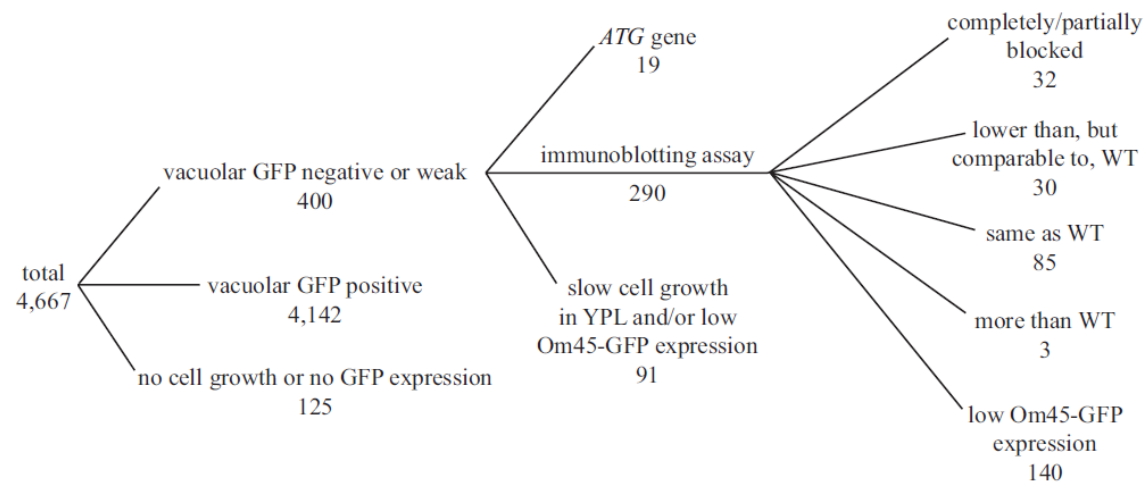 total
4,667
vacuolar GFP negative or weak
400
vacuolar GFP positive
4,142
no cell growth or no GFP expression
125
ATG gene
19
immunoblotting assay
290
slow cell growth
in YPL and/or low
Om45-GFP expression
91
completely/partially
blocked
32
lower than, but
comparable to, WT
30
same as WT
85
more than WT
3
low Om45-GFP
expression
140